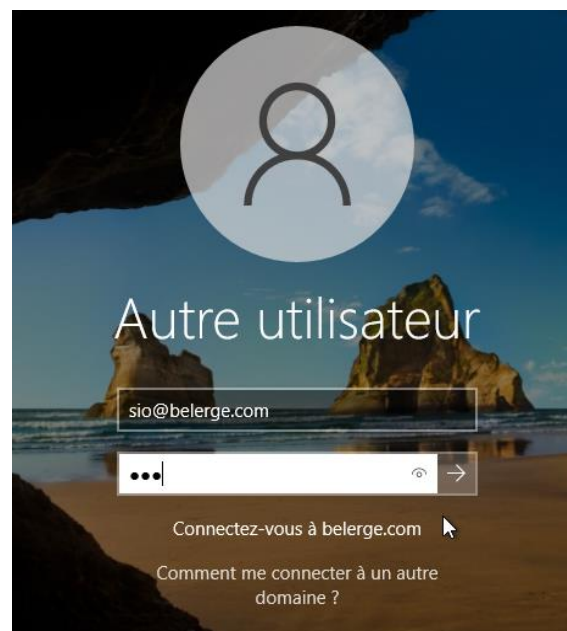 Autre utilisateur
sio@belerge.com
•••
Connectez-vous à belerge.com
Comment me connecter à un autre
domaine ?